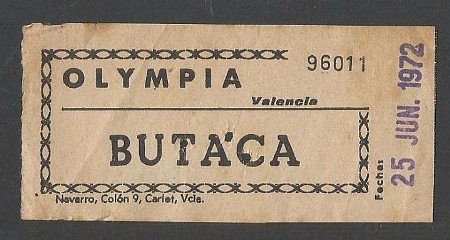 OLYMPIA
96011
Valencia
BUTACA
Navarro, Colón 9, Carlet, Vcia.
Fecha: 25 JUN. 1972